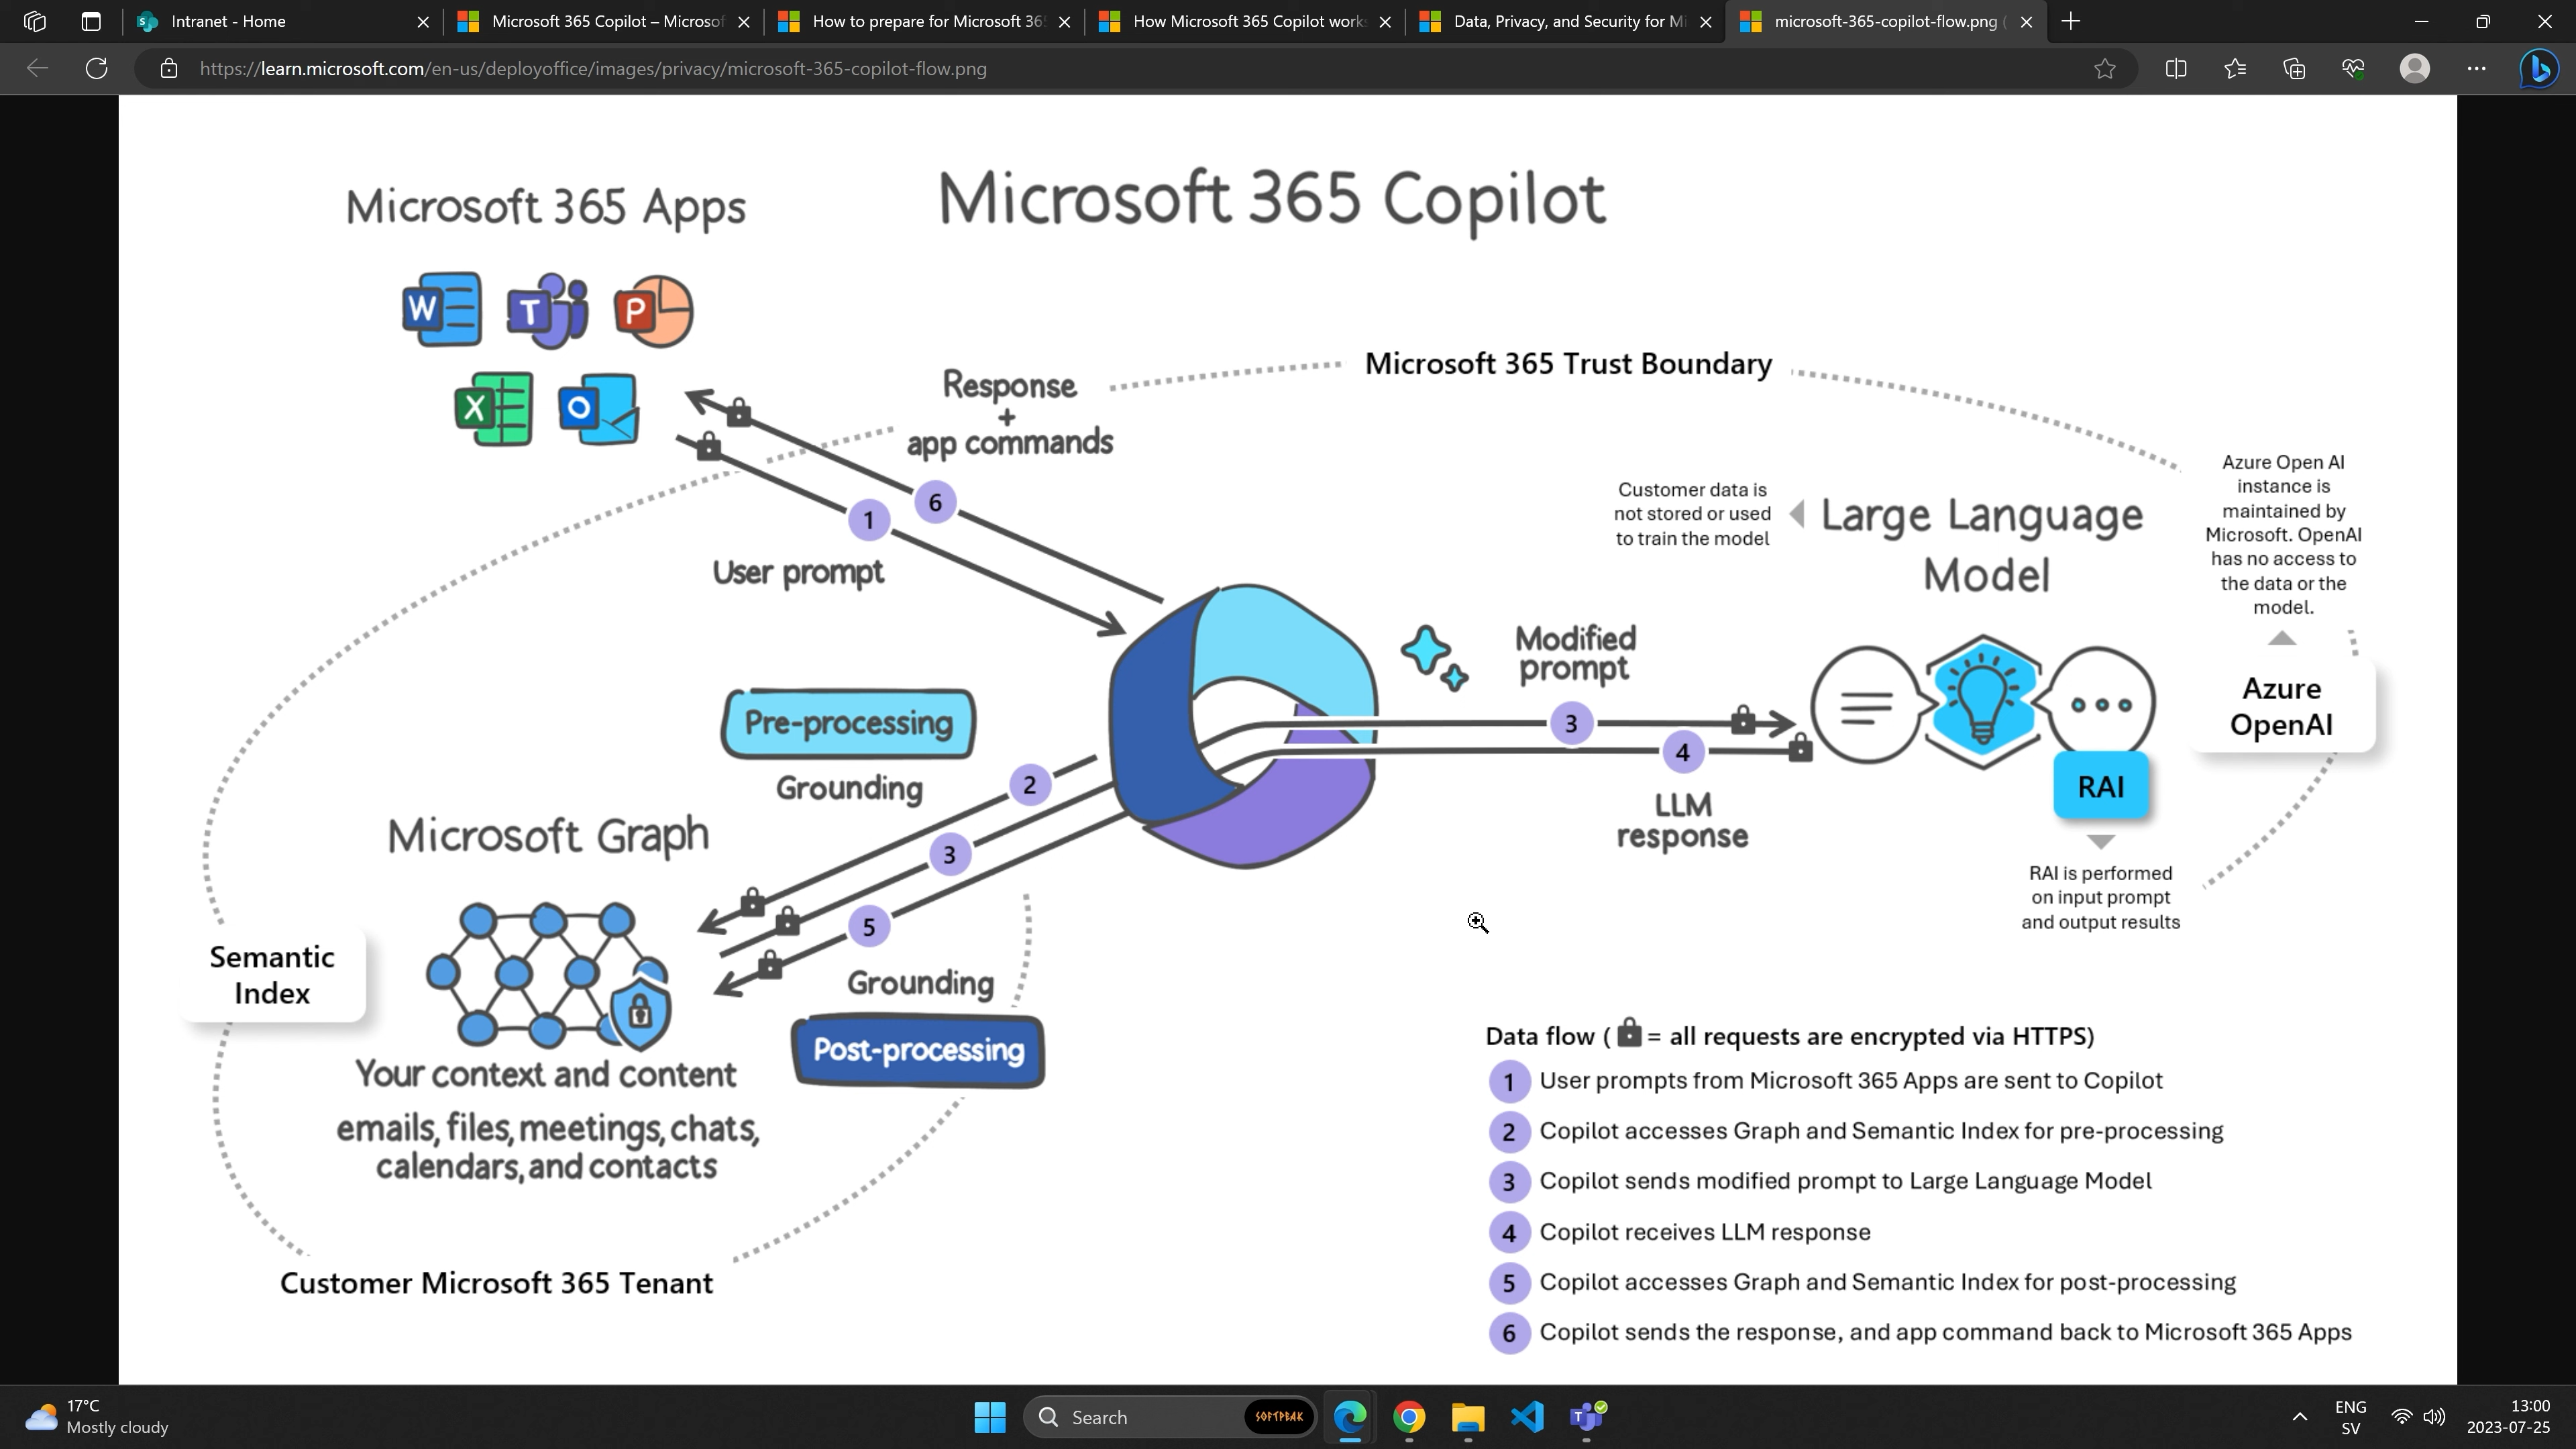 Intranet - Home
Microsoft 365 Copilot – Microsof
How to prepare for Microsoft 36
How Microsoft 365 Copilot work
Data, Privacy, and Security for Mi
microsoft-365-copilot-flow.png (
https://learn.microsoft.com/en-us/deployoffice/images/privacy/microsoft-365-copilot-flow.png
Microsoft 365 Copilot
Microsoft 365 Apps
W
T
P
X
O
Response
+
app commands
Microsoft 365 Trust Boundary
6
1
User prompt
Customer data is
not stored or used
to train the model
Large Language
Model
Azure Open AI
instance is
maintained by
Microsoft. OpenAI
has no access to
the data or the
model.
Modified
prompt
3
4
LLM
response
Azure
OpenAI
RAI
RAI is performed
on input prompt
and output results
Pre-processing
Grounding
2
3
5
Microsoft Graph
Semantic
Index
Grounding
Post-processing
Your context and content
emails, files, meetings, chats,
calendars, and contacts
Customer Microsoft 365 Tenant
Data flow ( = all requests are encrypted via HTTPS)
1 User prompts from Microsoft 365 Apps are sent to Copilot
2 Copilot accesses Graph and Semantic Index for pre-processing
3 Copilot sends modified prompt to Large Language Model
4 Copilot receives LLM response
5 Copilot accesses Graph and Semantic Index for post-processing
6 Copilot sends the response, and app command back to Microsoft 365 Apps
17°C
Mostly cloudy
Search
SOFTPEAK
ENG
SV
13:00
2023-07-25